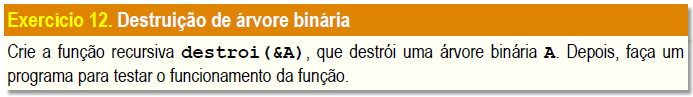 Exercício 12. Destruição de árvore binária
Crie a função recursiva destroi(&A), que destrói uma árvore binária A. Depois, faça um
programa para testar o funcionamento da função.